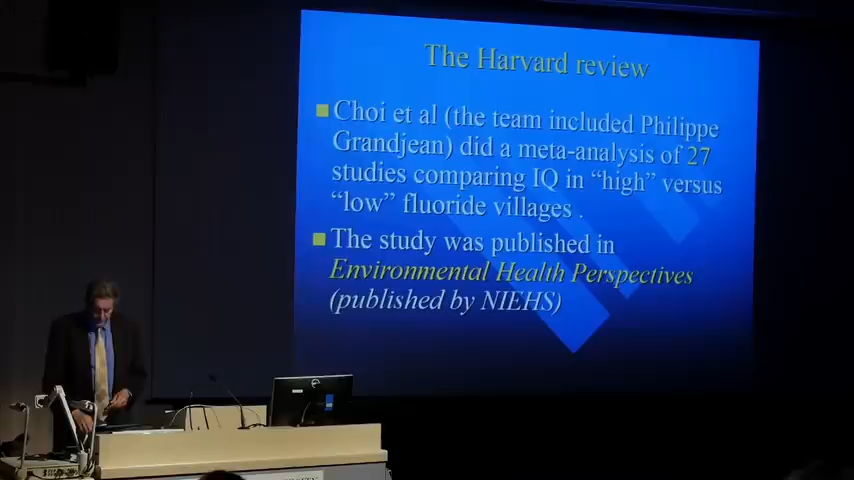 The Harvard review
Choi et al (the team included Philippe
Grandjean) did a meta-analysis of 27
studies comparing IQ in “high” versus
“low” fluoride villages .
The study was published in
Environmental Health Perspectives
(published by NIEHS)